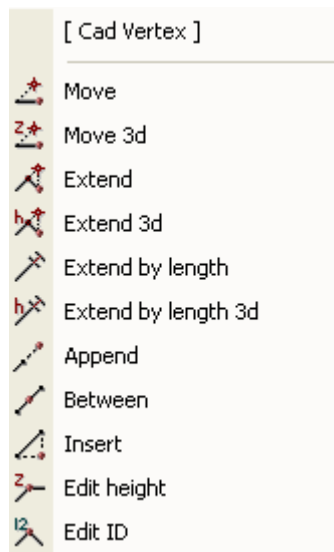 [ Cad Vertex ]
Move
Move 3d
Extend
Extend 3d
Extend by length
Extend by length 3d
Append
Between
Insert
Edit height
Edit ID